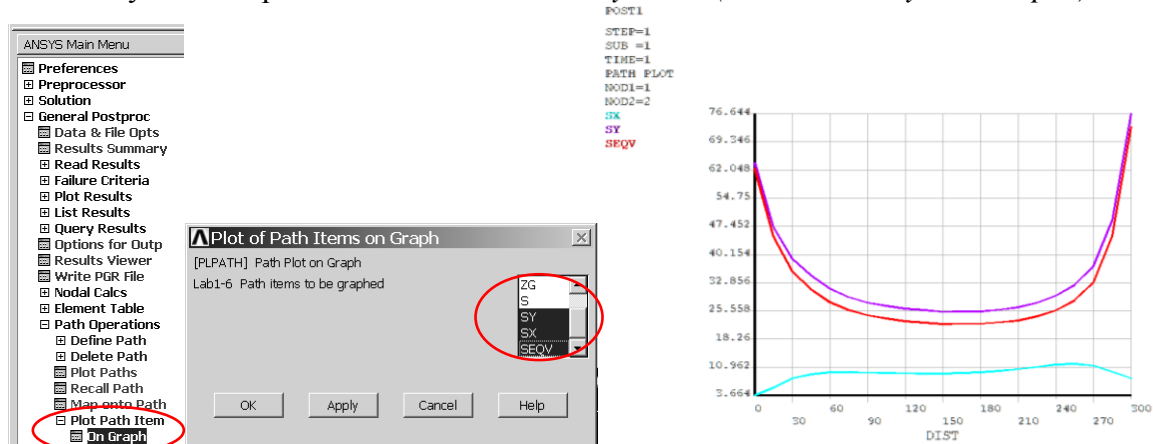 POST1
STEP=1
SUB =1
TIME=1
PATH PLOT
NOD1=1
NOD2=2
SX
SY
SEQV
ANSYS Main Menu
Preferences
Preprocessor
Solution
General Postproc
Data & File Opts
Results Summary
Read Results
Failure Criteria
Plot Results
List Results
Query Results
Options for Outp
Results Viewer
Write PGR File
Nodal Calcs
Element Table
Path Operations
Define Path
Delete Path
Plot Paths
Recall Path
Map onto Path
Plot Path Item
On Graph
Plot of Path Items on Graph
[PLPATH] Path Plot on Graph
Lab1-6 Path items to be graphed
ZG
S
SY
SX
SEQV
OK
Apply
Cancel
Help
76.644
69.346
62.048
54.75
47.452
40.154
32.856
25.558
18.26
10.962
3.664
0
30
60
90
120
150
180
210
240
270
300
DIST